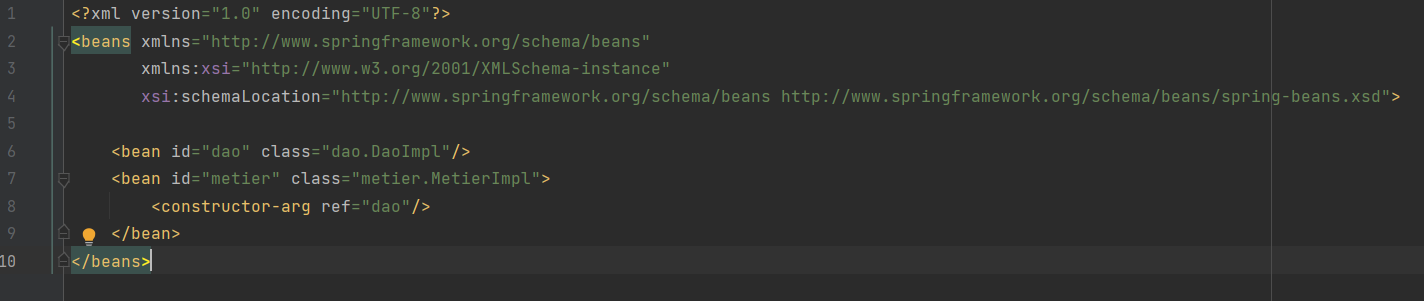 1 <?xml version="1.0" encoding="UTF-8"?>
2 <beans xmlns="http://www.springframework.org/schema/beans"
3 xmlns:xsi="http://www.w3.org/2001/XMLSchema-instance"
4 xsi:schemaLocation="http://www.springframework.org/schema/beans http://www.springframework.org/schema/beans/spring-beans.xsd">
5
6 <bean id="dao" class="dao.DaoImpl"/>
7 <bean id="metier" class="metier.MetierImpl">
8 <constructor-arg ref="dao"/>
9 </bean>
10 </beans>